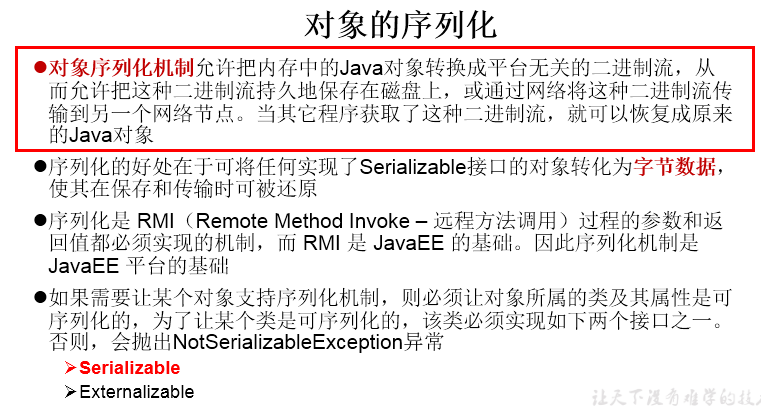 对象的序列化
●对象序列化机制允许把内存中的Java对象转换成平台无关的二进制流，从
而允许把这种二进制流持久地保存在磁盘上，或通过网络将这种二进制流传
输到另一个网络节点。当其它程序获取了这种二进制流，就可以恢复成原来
的Java对象
●序列化的好处在于可将任何实现了Serializable接口的对象转化为字节数据，
使其在保存和传输时可被还原
●序列化是 RMI（Remote Method Invoke – 远程方法调用）过程的参数和返
回值都必须实现的机制，而 RMI 是 JavaEE 的基础。因此序列化机制是
JavaEE 平台的基础
●如果需要让某个对象支持序列化机制，则必须让对象所属的类及其属性是可
序列化的，为了让某个类是可序列化的，该类必须实现如下两个接口之一。
否则，会抛出NotSerializableException异常
➢Serializable
➢Externalizable
让天下没有难学的技